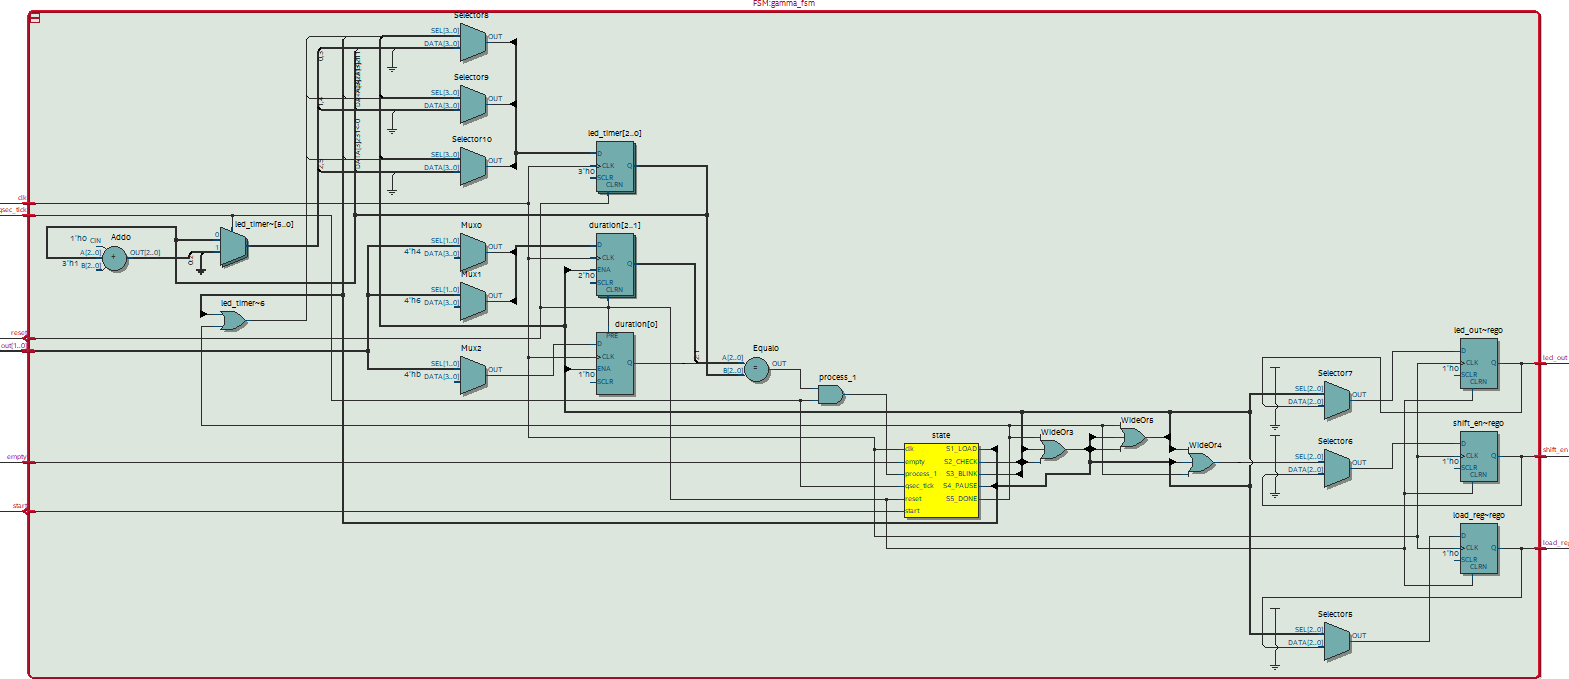 FSM:gamma_fsm
Selector8
SEL[3..0]
DATA[3..0]
OUT
Selector9
SEL[3..0]
DATA[3..0]
OUT
Selector10
SEL[3..0]
DATA[3..0]
OUT
led_timer[2..0]
D
CLK
3'h0
SCLR
CLRN
Q
clk
qsec_tick
led_timer~[5..0]
0
1
Add0
1'h0 CIN
A[2..0]
3'h1 B[2..0]
+
OUT[2..0]
Mux0
SEL[1..0]
4'h4 DATA[3..0]
OUT
Mux1
SEL[1..0]
4'h6 DATA[3..0]
OUT
duration[2..1]
D
CLK
ENA
2'h0
SCLR
CLRN
Q
led_timer~6
duration[0]
PRE
D
CLK
ENA
1'h0
SCLR
Q
reset
out[1..0]
Mux2
SEL[1..0]
4'hb DATA[3..0]
OUT
Equal0
A[2..0]
B[2..0]
=
OUT
process_1
led_out~reg0
D
CLK
1'h0
SCLR
CLRN
Q
led_out
Selector7
SEL[2..0]
DATA[2..0]
OUT
WideOr3
WideOr5
WideOr4
state
clk
empty
process_1
qsec_tick
reset
start
S1_LOAD
S2_CHECK
S3_BLINK
S4_PAUSE
S5_DONE
empty
start
Selector6
SEL[2..0]
DATA[2..0]
OUT
shift_en~reg0
D
CLK
1'h0
SCLR
CLRN
Q
shift_en
load_reg~reg0
D
CLK
1'h0
SCLR
CLRN
Q
load_reg
Selector5
SEL[2..0]
DATA[2..0]
OUT